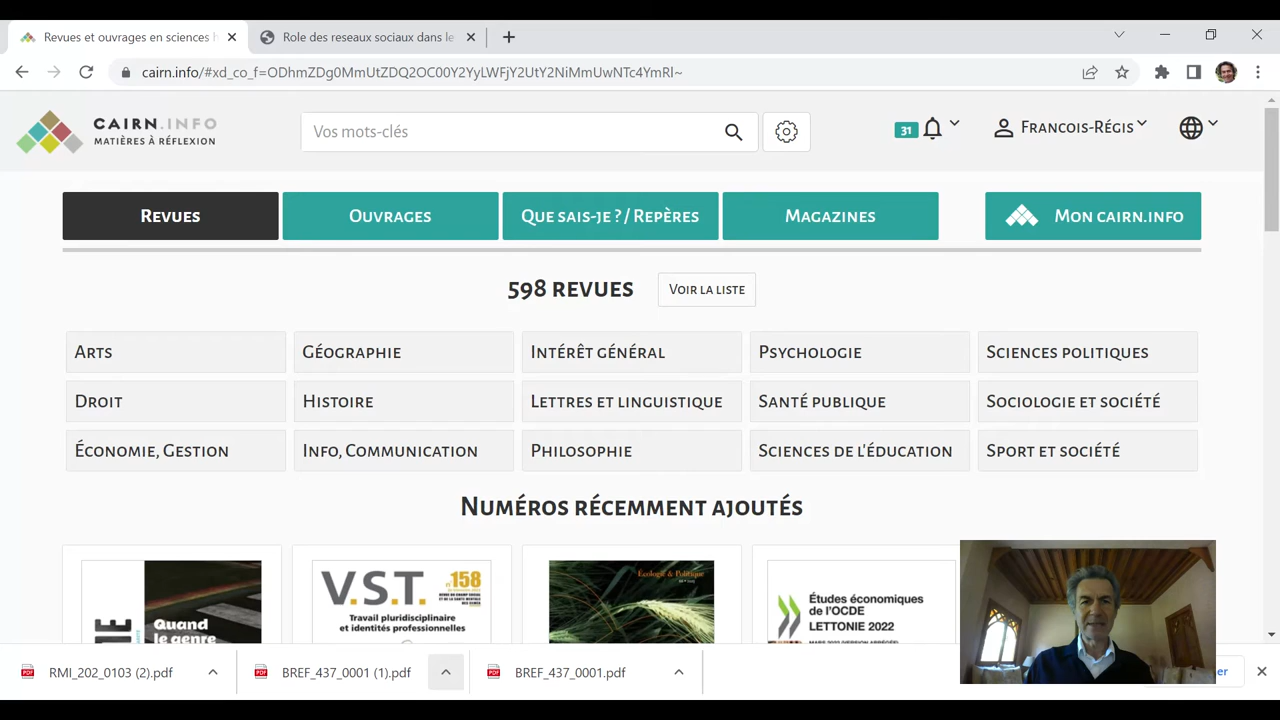 Revues et ouvrages en sciences h
Role des reseaux sociaux dans le
cairn.info/#xd_co_f=ODhmZDg0MmUtZDQ2OC00Y2YyLWFjY2UtY2NiMmUwNTc4YmRl~
CAIRN.INFO
MATIÈRES À RÉFLEXION
Vos mots-clés
31
FRANCOIS-RÉGIS
REVUES
OUVRAGES
QUE SAIS-JE ? / REPÈRES
MAGAZINES
MON CAIRN.INFO
598 REVUES
VOIR LA LISTE
ARTS
GÉOGRAPHIE
INTÉRÊT GÉNÉRAL
PSYCHOLOGIE
SCIENCES POLITIQUES
DROIT
HISTOIRE
LETTRES ET LINGUISTIQUE
SANTÉ PUBLIQUE
SOCIOLOGIE ET SOCIÉTÉ
ÉCONOMIE, GESTION
INFO, COMMUNICATION
PHILOSOPHIE
SCIENCES DE L'ÉDUCATION
SPORT ET SOCIÉTÉ
NUMÉROS RÉCEMMENT AJOUTÉS
Quand
le genre
V.S.T.
n°158
Travail pluridisciplinaire
et identités professionnelles
Écologie & Politique
Études économiques
de l'OCDE
LETTONIE 2022
RMI_202_0103 (2).pdf
BREF_437_0001 (1).pdf
BREF_437_0001.pdf
er